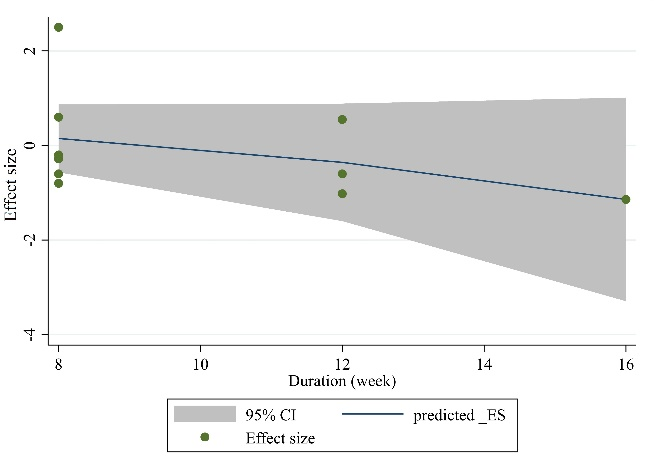 2
0
-2
-4
Effect size
8
10
12
14
16
Duration (week)
95% CI
predicted _ES
Effect size